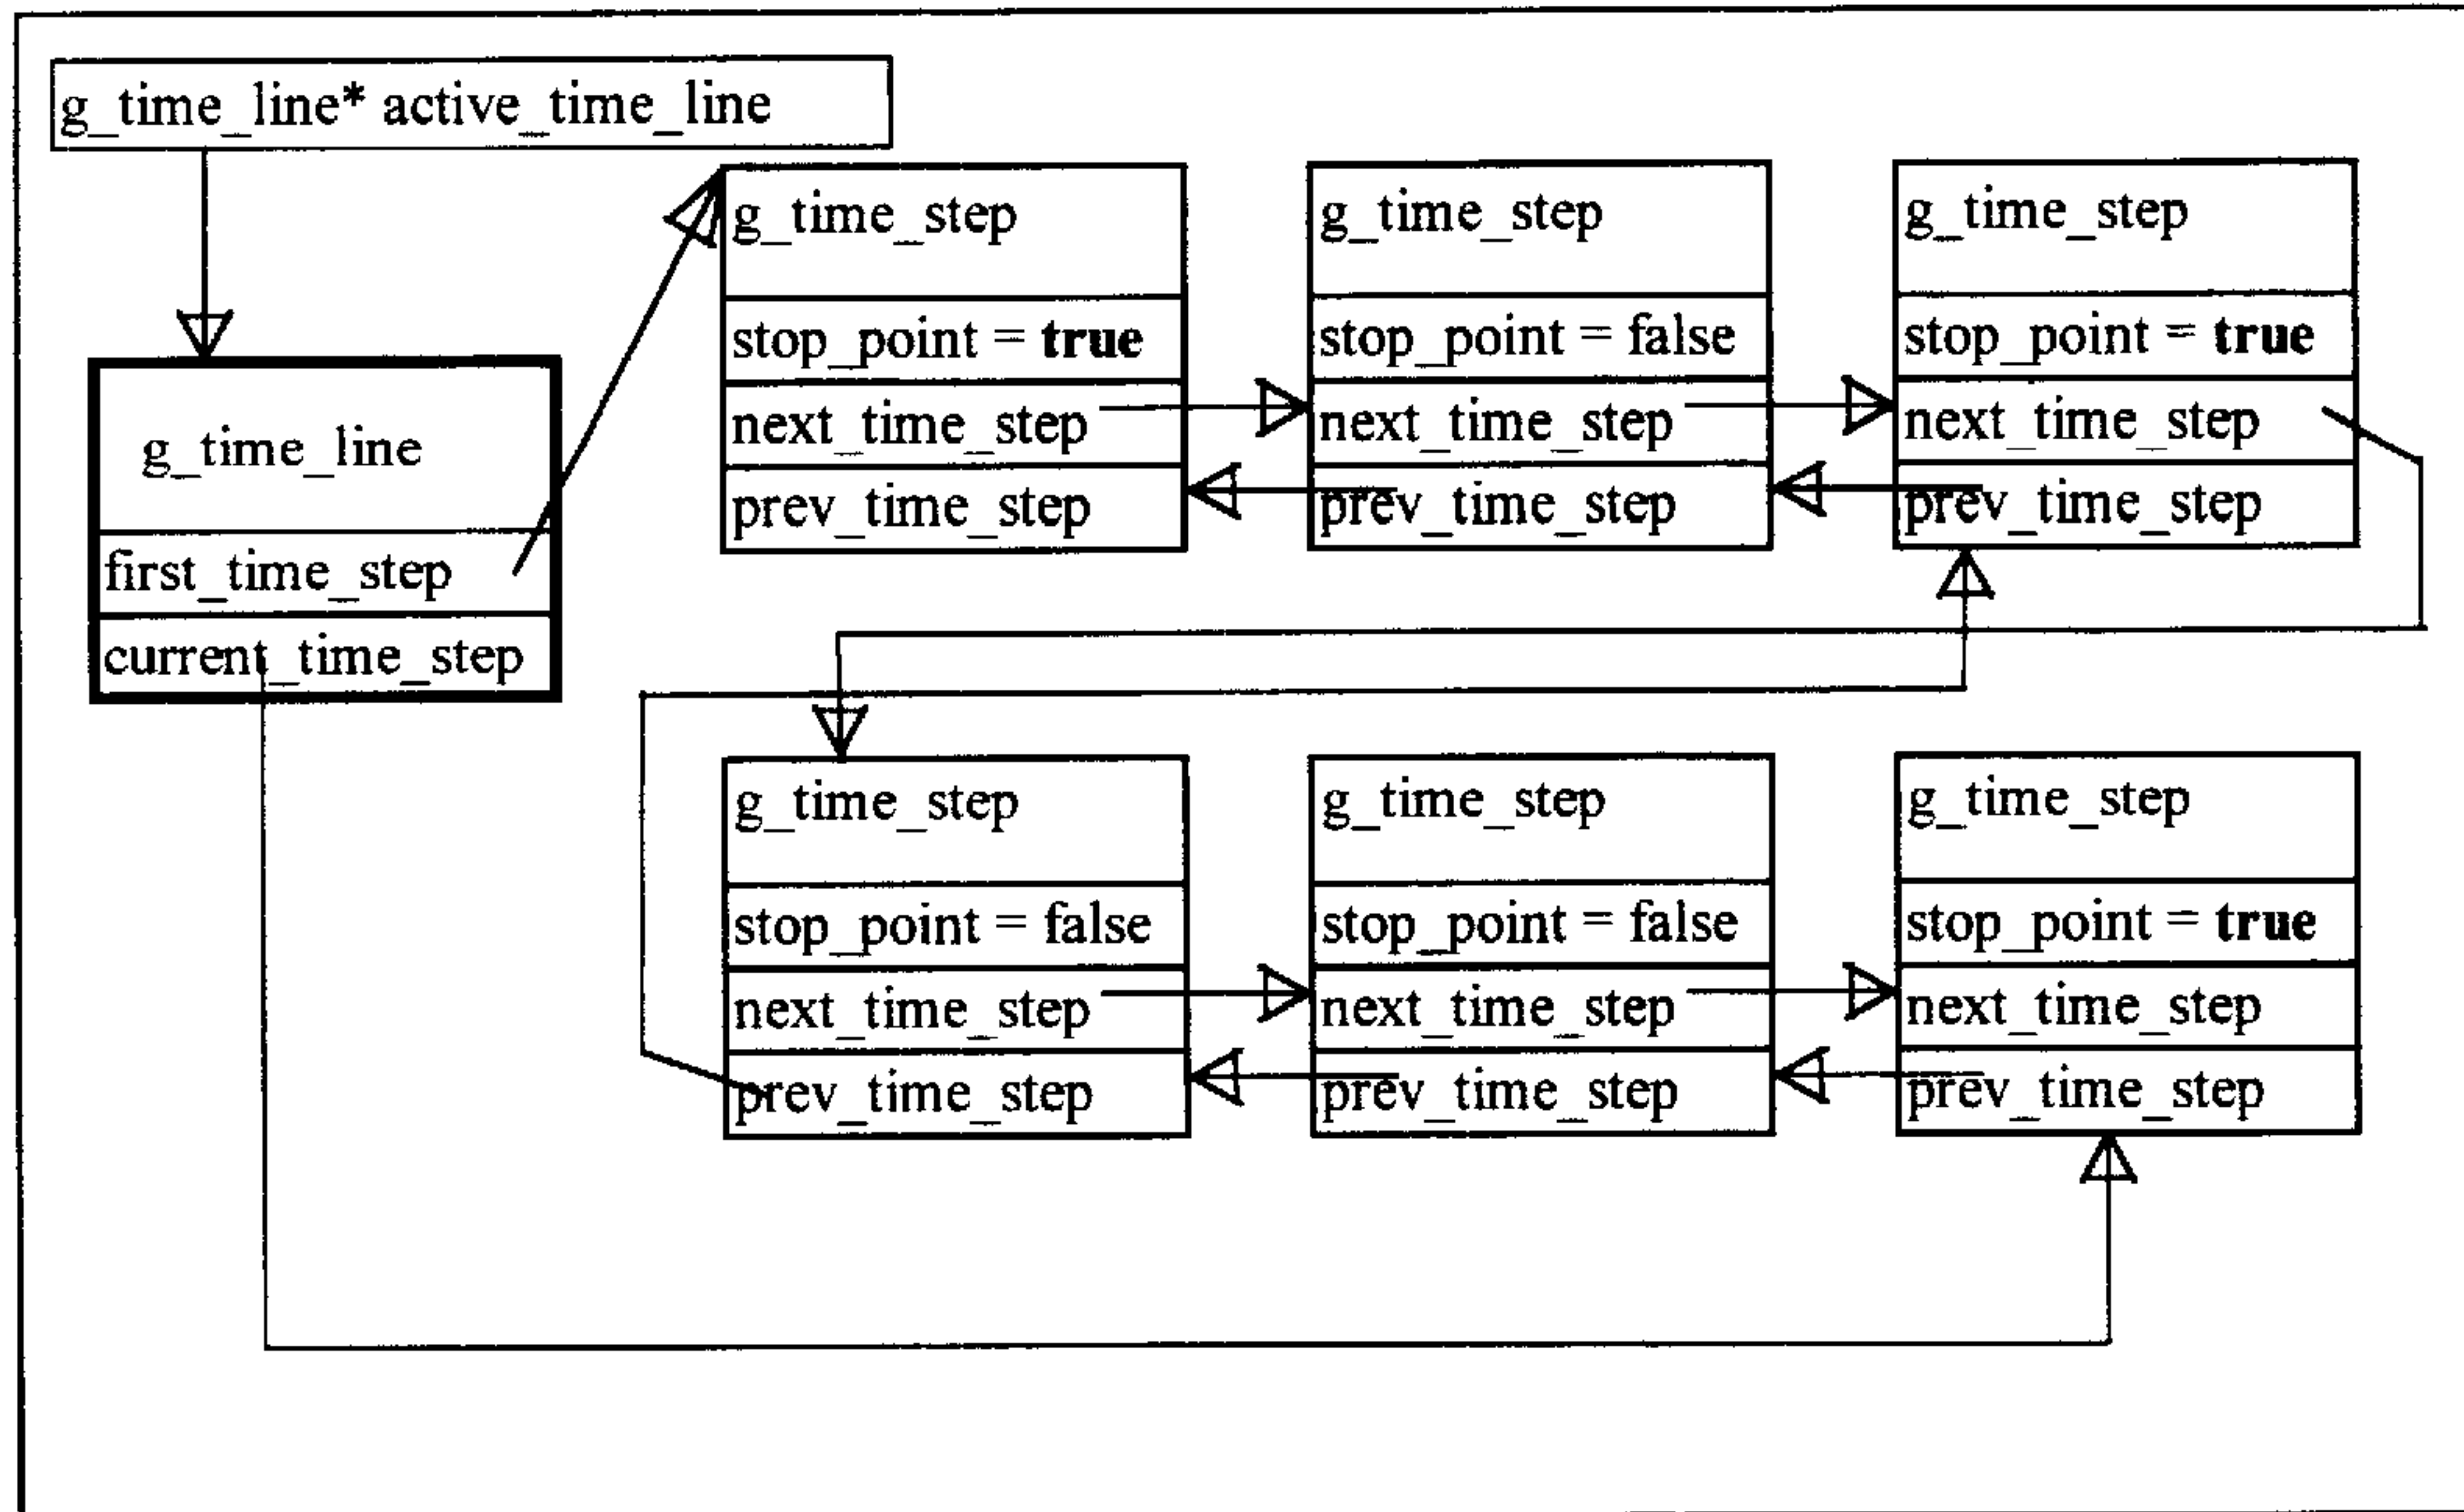 g_time_line* active_time_line
g_time_line
first_time_step
current_time_step
g_time_step
stop_point = true
next_time_step
prev_time_step
g_time_step
stop_point = false
next_time_step
prev_time_step
g_time_step
stop_point = true
next_time_step
prev_time_step
g_time_step
stop_point = false
next_time_step
prev_time_step
g_time_step
stop_point = false
next_time_step
prev_time_step
g_time_step
stop_point = true
next_time_step
prev_time_step